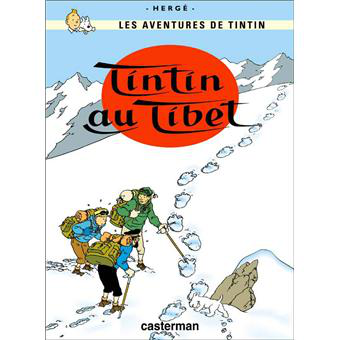 - HERGÉ -
LES AVENTURES DE TINTIN
Tintin
au Tibet
casterman